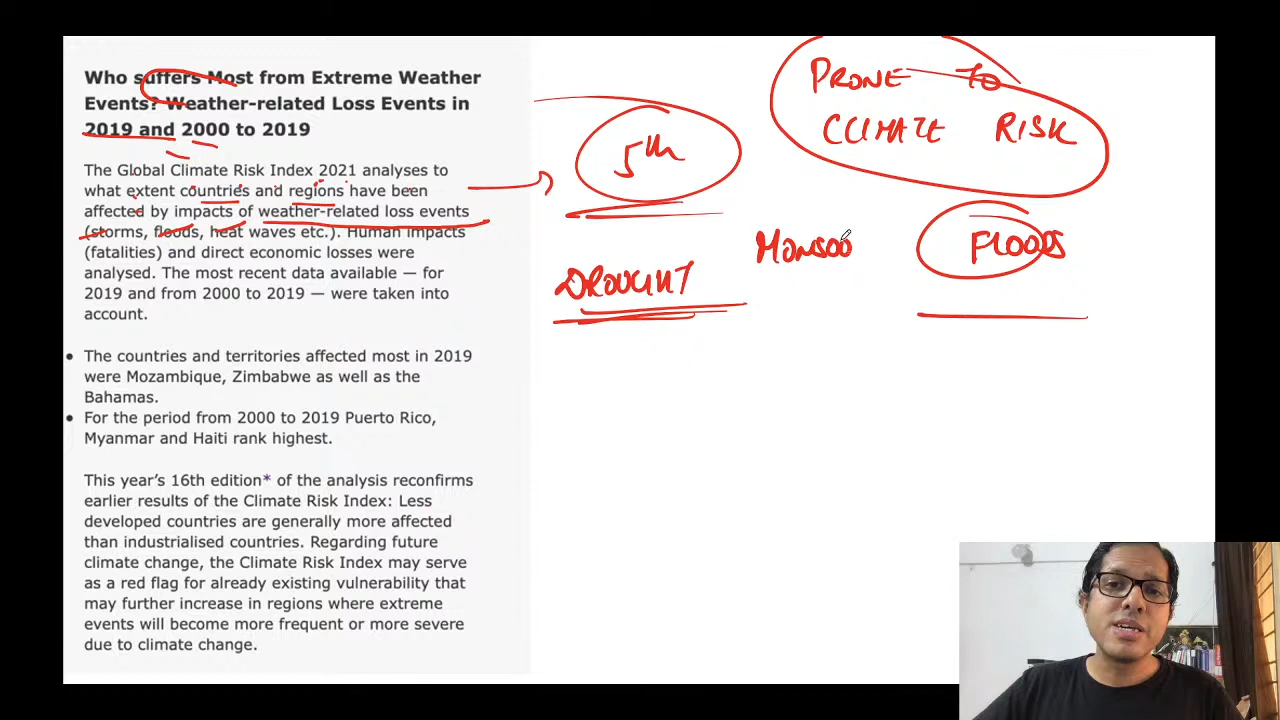 Who suffers Most from Extreme Weather
Events? Weather-related Loss Events in
2019 and 2000 to 2019
The Global Climate Risk Index 2021 analyses to
what extent countries and regions have been
affected by impacts of weather-related loss events
(storms, floods, heat waves etc.). Human impacts
(fatalities) and direct economic losses were
analysed. The most recent data available — for
2019 and from 2000 to 2019 — were taken into
account.
• The countries and territories affected most in 2019
were Mozambique, Zimbabwe as well as the
Bahamas.
• For the period from 2000 to 2019 Puerto Rico,
Myanmar and Haiti rank highest.
This year's 16th edition* of the analysis reconfirms
earlier results of the Climate Risk Index: Less
developed countries are generally more affected
than industrialised countries. Regarding future
climate change, the Climate Risk Index may serve
as a red flag for already existing vulnerability that
may further increase in regions where extreme
events will become more frequent or more severe
due to climate change.
PRONE TO
CLIMATE RISK
5th
MONSOO
FLOODS
DROUGHT